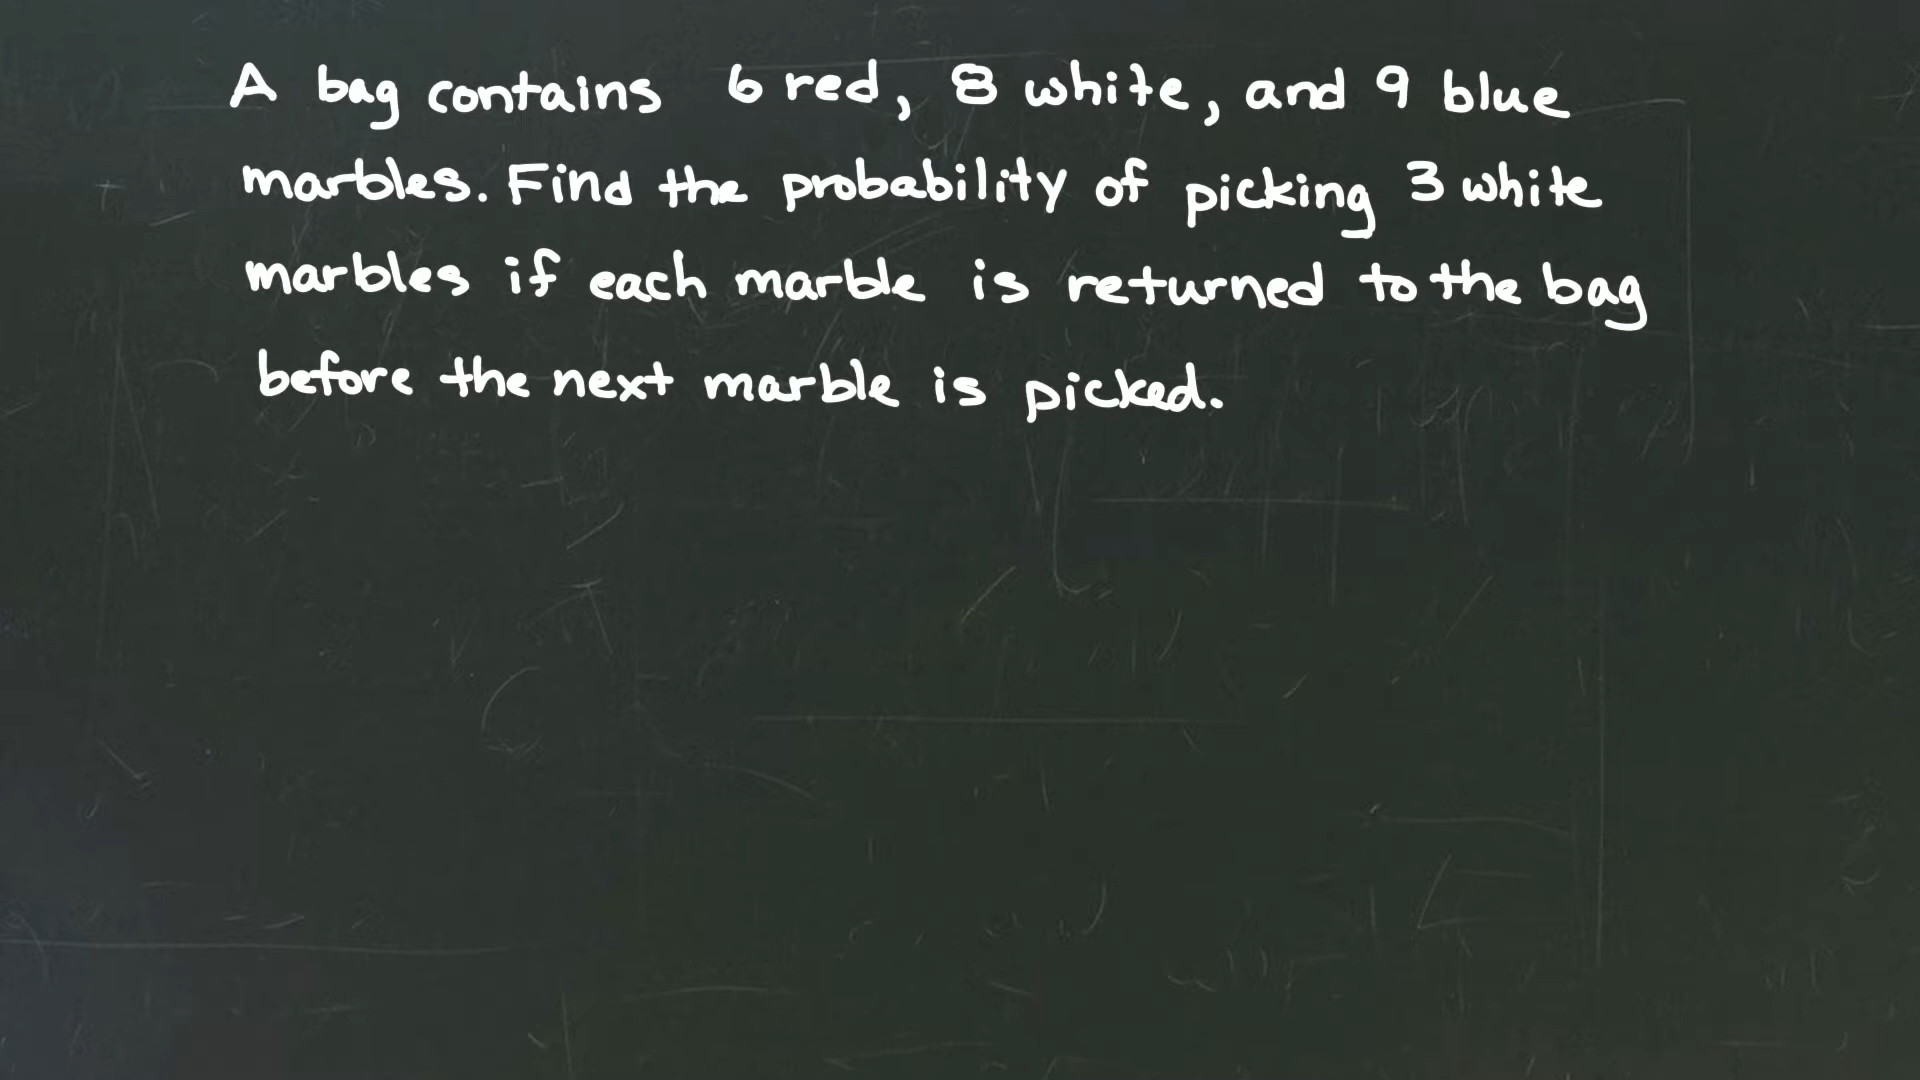 A bag contains 6 red, 8 white, and 9 blue
marbles. Find the probability of picking 3 white
marbles if each marble is returned to the bag
before the next marble is picked.